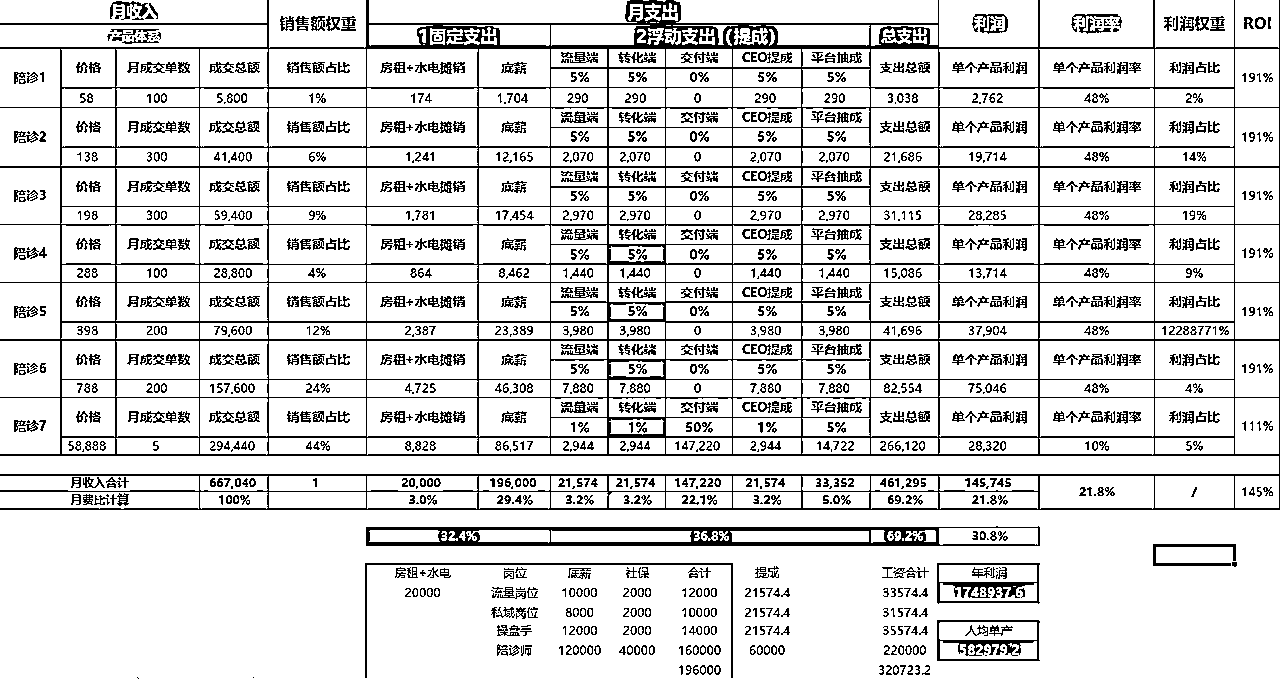 月收入 销售额权重 月支出 利润 利润率 利润权重 ROI
产品体系 1固定支出 2浮动支出（提成） 总支出
陪诊1 价格 月成交单数 成交总额 销售额占比 房租+水电摊销 底薪 流量端 转化端 交付端 CEO提成 平台抽成 支出总额 单个产品利润 单个产品利润率 利润占比 191%
5% 5% 0% 5% 5%
58 100 5,800 1% 174 1,704 290 290 0 290 290 3,038 2,762 48% 2%
陪诊2 价格 月成交单数 成交总额 销售额占比 房租+水电摊销 底薪 流量端 转化端 交付端 CEO提成 平台抽成 支出总额 单个产品利润 单个产品利润率 利润占比 191%
5% 5% 0% 5% 5%
138 300 41,400 6% 1,241 12,165 2,070 2,070 0 2,070 2,070 21,686 19,714 48% 14%
陪诊3 价格 月成交单数 成交总额 销售额占比 房租+水电摊销 底薪 流量端 转化端 交付端 CEO提成 平台抽成 支出总额 单个产品利润 单个产品利润率 利润占比 191%
5% 5% 0% 5% 5%
198 300 59,400 9% 1,781 17,454 2,970 2,970 0 2,970 2,970 31,115 28,285 48% 19%
陪诊4 价格 月成交单数 成交总额 销售额占比 房租+水电摊销 底薪 流量端 转化端 交付端 CEO提成 平台抽成 支出总额 单个产品利润 单个产品利润率 利润占比 191%
5% 5% 0% 5% 5%
288 100 28,800 4% 864 8,462 1,440 1,440 0 1,440 1,440 15,086 13,714 48% 9%
陪诊5 价格 月成交单数 成交总额 销售额占比 房租+水电摊销 底薪 流量端 转化端 交付端 CEO提成 平台抽成 支出总额 单个产品利润 单个产品利润率 利润占比 191%
5% 5% 0% 5% 5%
398 200 79,600 12% 2,387 23,389 3,980 3,980 0 3,980 3,980 41,696 37,904 48% 12288771%
陪诊6 价格 月成交单数 成交总额 销售额占比 房租+水电摊销 底薪 流量端 转化端 交付端 CEO提成 平台抽成 支出总额 单个产品利润 单个产品利润率 利润占比 191%
5% 5% 0% 5% 5%
788 200 157,600 24% 4,725 46,308 7,880 7,880 0 7,880 7,880 82,554 75,046 48% 4%
陪诊7 价格 月成交单数 成交总额 销售额占比 房租+水电摊销 底薪 流量端 转化端 交付端 CEO提成 平台抽成 支出总额 单个产品利润 单个产品利润率 利润占比 111%
1% 1% 50% 1% 5%
58,888 5 294,440 44% 8,828 86,517 2,944 2,944 147,220 2,944 14,722 266,120 28,320 10% 5%
月收入合计 667,040 1 20,000 196,000 21,574 21,574 147,220 21,574 33,352 461,295 145,745 21.8% / 145%
月费比计算 100% 3.0% 29.4% 3.2% 3.2% 22.1% 3.2% 5.0% 69.2% 21.8%
32.4% 36.8% 69.2% 30.8%
房租+水电 岗位 底薪 社保 合计 提成 工资合计 年利润
20000 流量岗位 10000 2000 12000 21574.4 33574.4 1748937.6
私域岗位 8000 2000 10000 21574.4 31574.4
操盘手 12000 2000 14000 21574.4 35574.4 人均单产
陪诊师 120000 40000 160000 60000 220000 582979.2
196000 320723.2